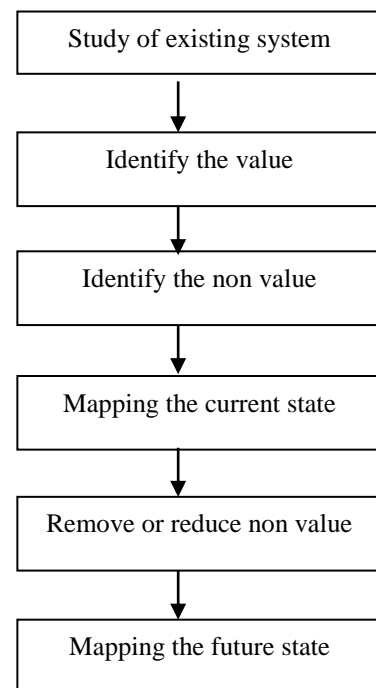 Study of existing system
Identify the value
Identify the non value
Mapping the current state
Remove or reduce non value
Mapping the future state